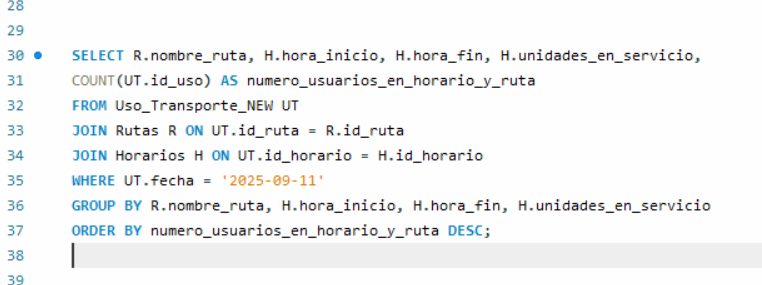 28
29
30 SELECT R.nombre_ruta, H.hora_inicio, H.hora_fin, H.unidades_en_servicio,
31 COUNT(UT.id_uso) AS numero_usuarios_en_horario_y_ruta
32 FROM Uso_Transporte_NEW UT
33 JOIN Rutas R ON UT.id_ruta = R.id_ruta
34 JOIN Horarios H ON UT.id_horario = H.id_horario
35 WHERE UT.fecha = '2025-09-11'
36 GROUP BY R.nombre_ruta, H.hora_inicio, H.hora_fin, H.unidades_en_servicio
37 ORDER BY numero_usuarios_en_horario_y_ruta DESC;
38
39